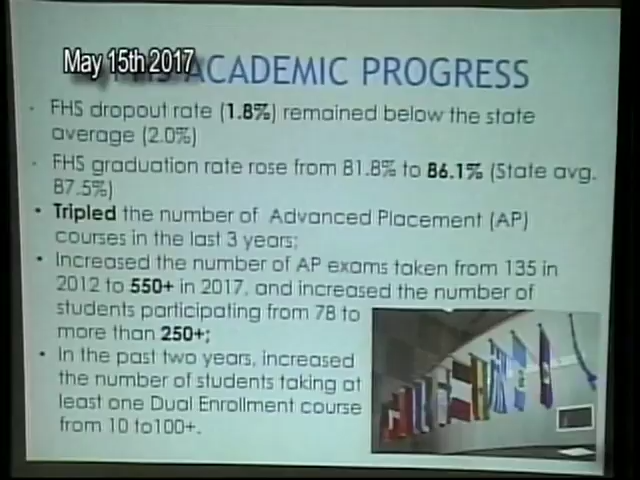 May 15th 2017
ACADEMIC PROGRESS
- FHS dropout rate (1.8%) remained below the state
average (2.0%)
- FHS graduation rate rose from 81.8% to 86.1% (State avg.
87.5%)
• Tripled the number of Advanced Placement (AP)
courses in the last 3 years;
• Increased the number of AP exams taken from 135 in
2012 to 550+ in 2017, and increased the number of
students participating from 78 to
more than 250+;
• In the past two years, increased
the number of students taking at
least one Dual Enrollment course
from 10 to100+.